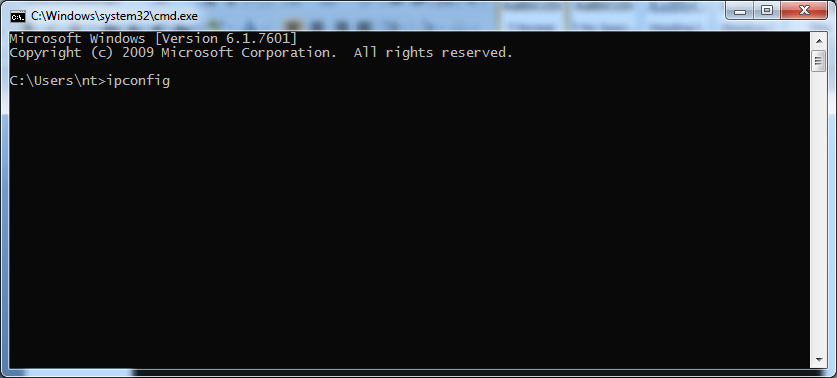 C:\Windows\system32\cmd.exe
Microsoft Windows [Version 6.1.7601]
Copyright (c) 2009 Microsoft Corporation.  All rights reserved.
C:\Users\nt>ipconfig